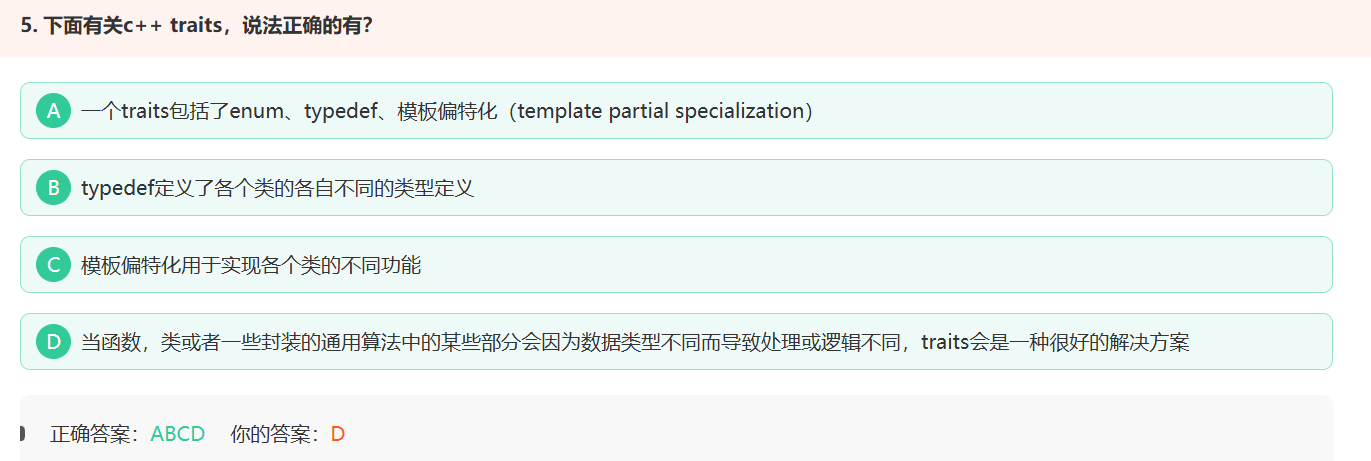 5. 下面有关c++ traits，说法正确的有？
A 一个traits包括了enum、typedef、模板偏特化（template partial specialization）
B typedef定义了各个类的各自不同的类型定义
C 模板偏特化用于实现各个类的不同功能
D 当函数，类或者一些封装的通用算法中的某些部分会因为数据类型不同而导致处理或逻辑不同，traits会是一种很好的解决方案
正确答案：ABCD 你的答案：D